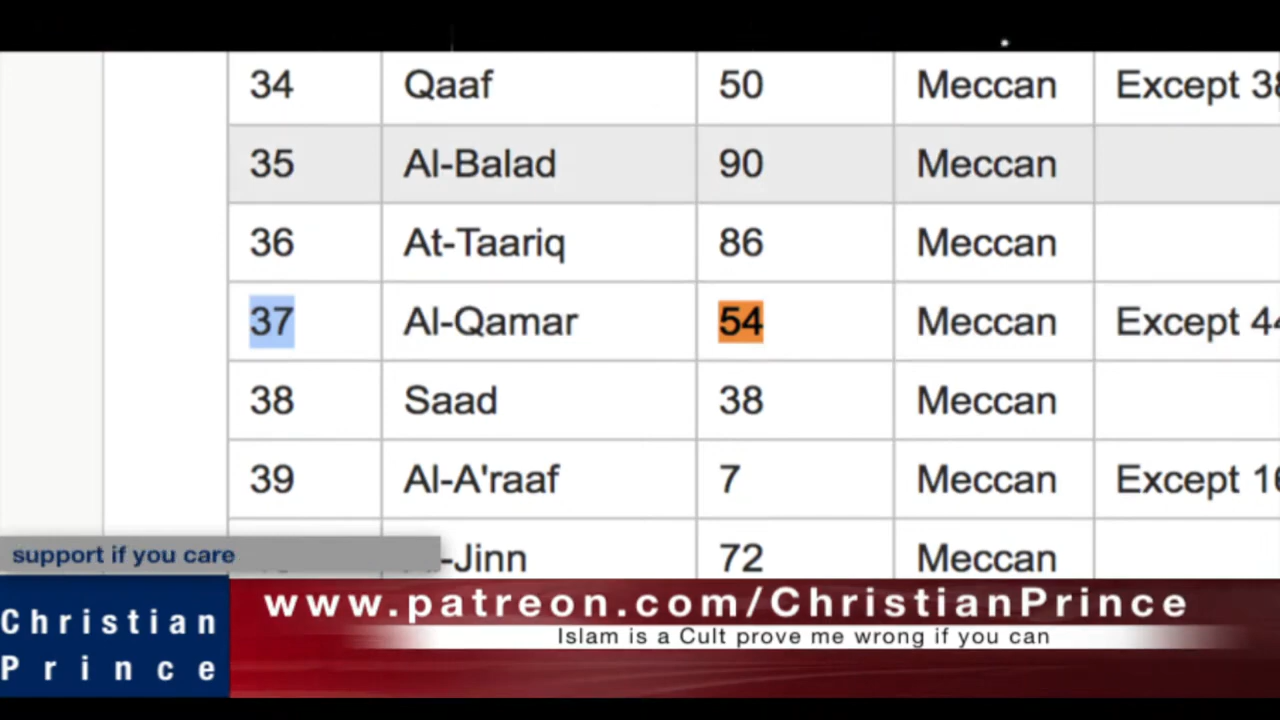 34 Qaaf 50 Meccan Except 38
35 Al-Balad 90 Meccan
36 At-Taariq 86 Meccan
37 Al-Qamar 54 Meccan Except 44
38 Saad 38 Meccan
39 Al-A'raaf 7 Meccan Except 16
-Jinn 72 Meccan
support if you care
Christian
Prince
www.patreon.com/ChristianPrince
Islam is a Cult prove me wrong if you can